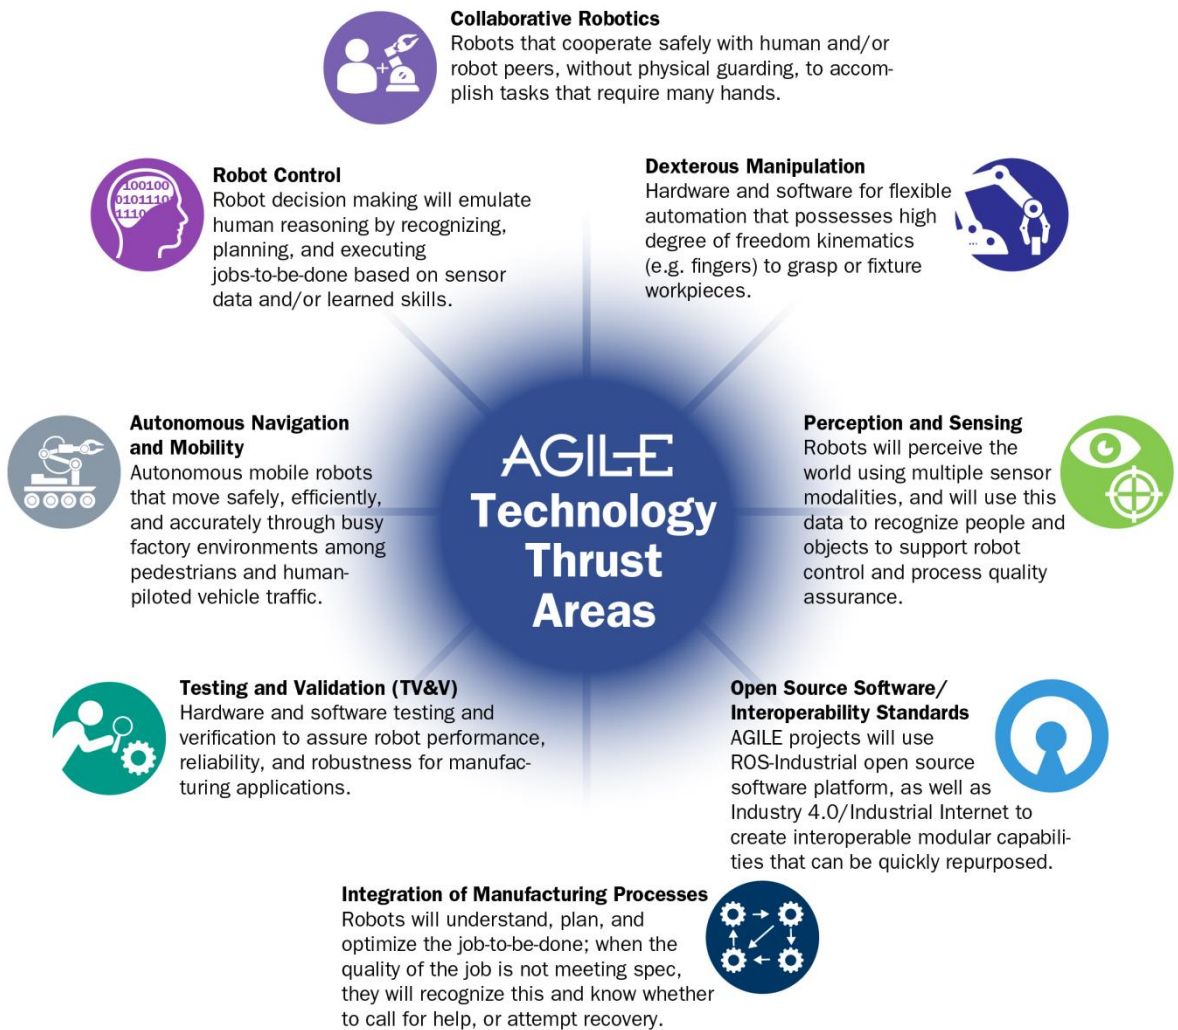 Collaborative Robotics
Robots that cooperate safely with human and/or
robot peers, without physical guarding, to accom-
plish tasks that require many hands.
Robot Control
Robot decision making will emulate
human reasoning by recognizing,
planning, and executing
jobs-to-be-done based on sensor
data and/or learned skills.
100100
0101110
1110
Dexterous Manipulation
Hardware and software for flexible
automation that possesses high
degree of freedom kinematics
(e.g. fingers) to grasp or fixture
workpieces.
Autonomous Navigation
and Mobility
Autonomous mobile robots
that move safely, efficiently,
and accurately through busy
factory environments among
pedestrians and human-
piloted vehicle traffic.
AGILE
Technology
Thrust
Areas
Perception and Sensing
Robots will perceive the
world using multiple sensor
modalities, and will use this
data to recognize people and
objects to support robot
control and process quality
assurance.
Testing and Validation (TV&V)
Hardware and software testing and
verification to assure robot performance,
reliability, and robustness for manufac-
turing applications.
Open Source Software/
Interoperability Standards
AGILE projects will use
ROS-Industrial open source
software platform, as well as
Industry 4.0/Industrial Internet to
create interoperable modular capabili-
ties that can be quickly repurposed.
Integration of Manufacturing Processes
Robots will understand, plan, and
optimize the job-to-be-done; when the
quality of the job is not meeting spec,
they will recognize this and know whether
to call for help, or attempt recovery.